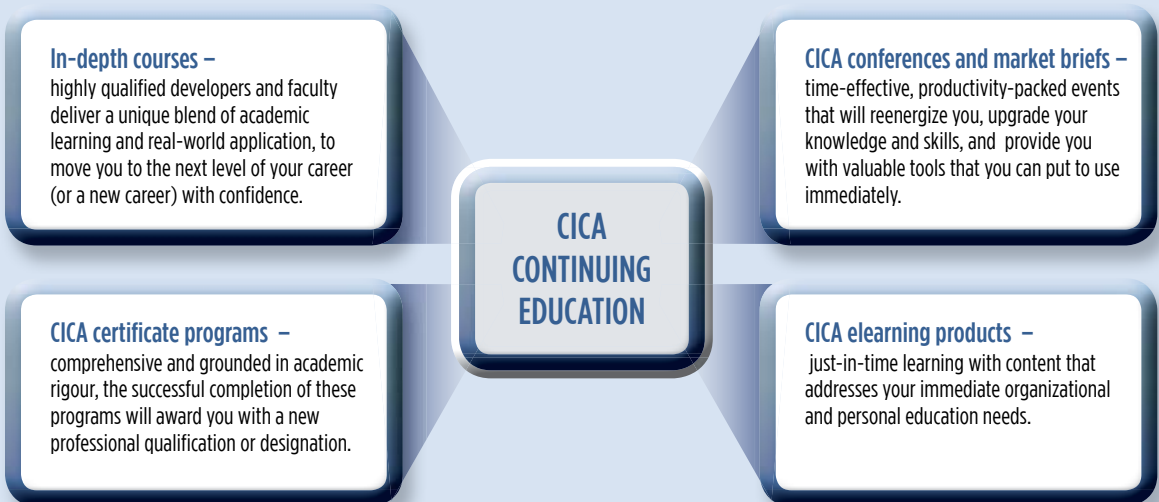 In-depth courses –
highly qualified developers and faculty
deliver a unique blend of academic
learning and real-world application, to
move you to the next level of your career
(or a new career) with confidence.
CICA conferences and market briefs –
time-effective, productivity-packed events
that will reenergize you, upgrade your
knowledge and skills, and provide you
with valuable tools that you can put to use
immediately.
CICA
CONTINUING
EDUCATION
CICA certificate programs –
comprehensive and grounded in academic
rigour, the successful completion of these
programs will award you with a new
professional qualification or designation.
CICA elearning products –
just-in-time learning with content that
addresses your immediate organizational
and personal education needs.